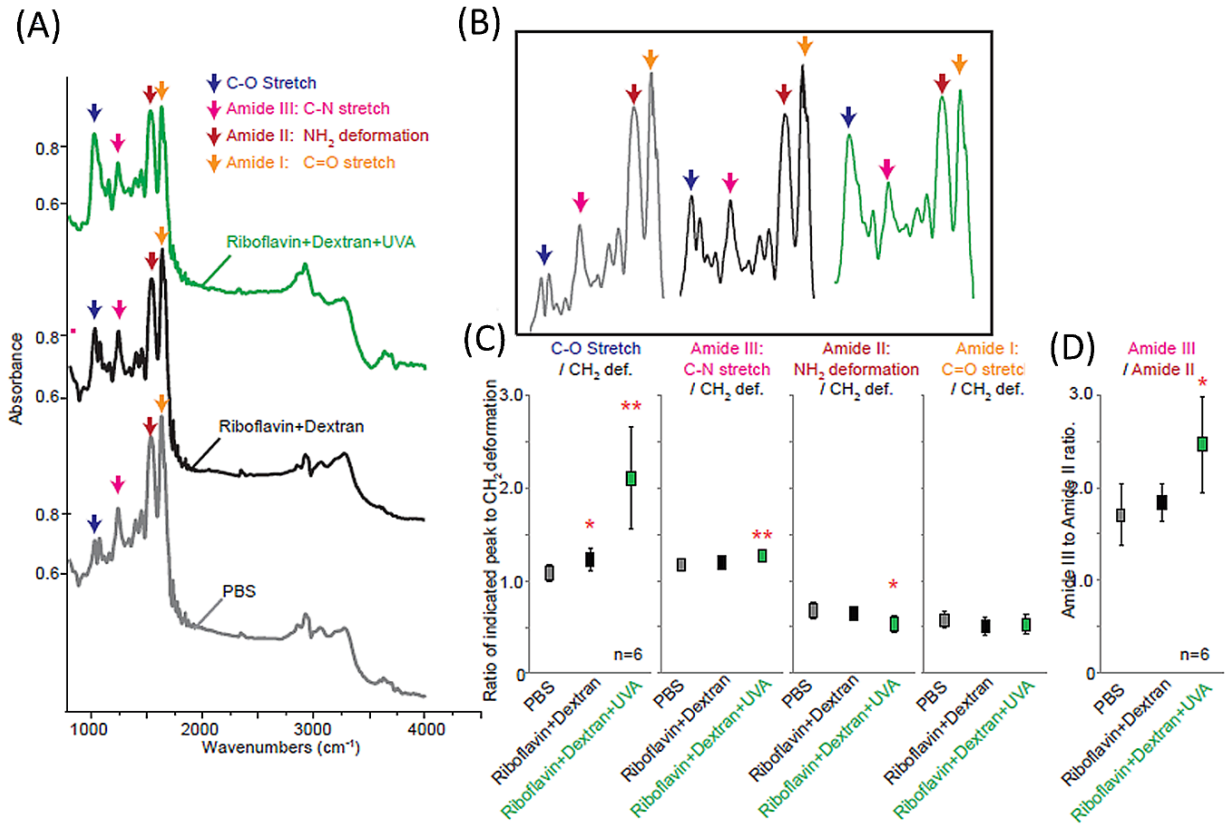 (A)
C-O Stretch
Amide III: C-N stretch
Amide II: NH2 deformation
Amide I: C=O stretch
0.8
0.6
Riboflavin+Dextran+UVA
0.8
0.6
Riboflavin+Dextran
0.8
0.6
PBS
Absorbance
1000 2000 3000 4000
Wavenumbers (cm-1)
(B)
(C)
C-O Stretch
/ CH2 def.
Amide III:
C-N stretch
/ CH2 def.
Amide II:
NH2 deformation
/ CH2 def.
Amide I:
C=O stretc
/ CH2 def.
Ratio of indicated peak to CH2 deformation
3.0
2.0
1.0
0
*
**
**
*
n=6
PBS
Riboflavin+Dextran
Riboflavin+Dextran+UVA
PBS
Riboflavin+Dextran
Riboflavin+Dextran+UVA
PBS
Riboflavin+Dextran
Riboflavin+Dextran+UVA
PBS
Riboflavin+Dextran
Riboflavin+Dextran+UVA
(D)
Amide III
/ Amide II
Amide III to Amide II ratio.
3.0
2.0
1.0
0
*
n=6
PBS
Riboflavin+Dextran
Riboflavin+Dextran+UVA